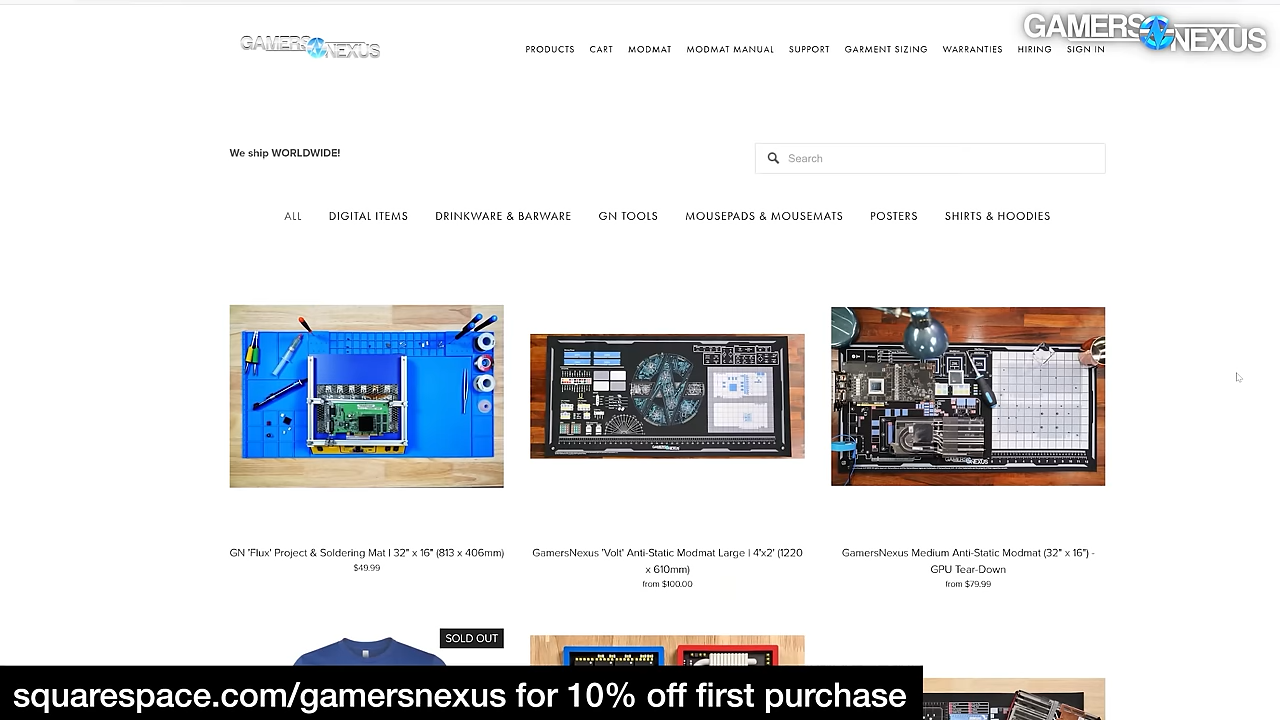 GAMERS NEXUS
GAMERS NEXUS
PRODUCTS CART MODMAT MODMAT MANUAL SUPPORT GARMENT SIZING WARRANTIES HIRING SIGN IN
We ship WORLDWIDE!
Search
ALL DIGITAL ITEMS DRINKWARE & BARWARE GN TOOLS MOUSEPADS & MOUSEMATS POSTERS SHIRTS & HOODIES
GN 'Flux' Project & Soldering Mat | 32" x 16" (813 x 406mm)
$49.99
GamersNexus 'Volt' Anti-Static Modmat Large | 4'x2' (1220
x 610mm)
from $100.00
GamersNexus Medium Anti-Static Modmat (32" x 16") -
GPU Tear-Down
from $79.99
SOLD OUT
squarespace.com/gamersnexus for 10% off first purchase